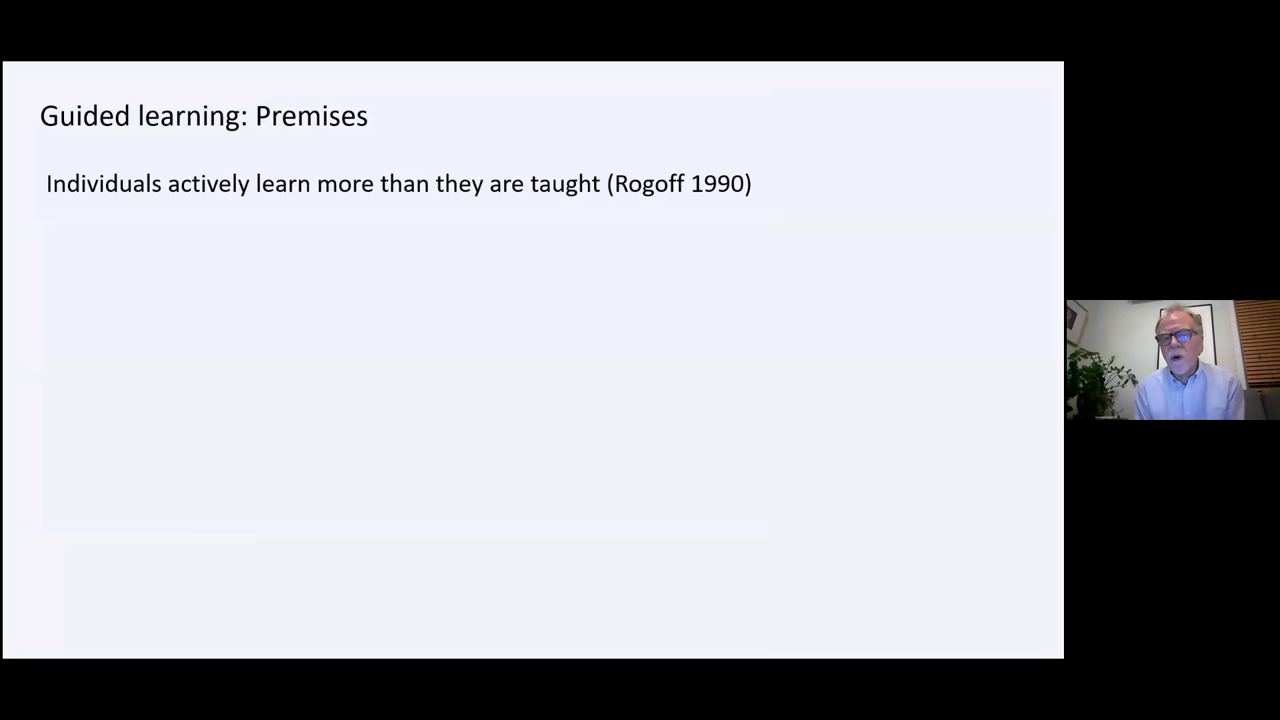 Guided learning: Premises
Individuals actively learn more than they are taught (Rogoff 1990)